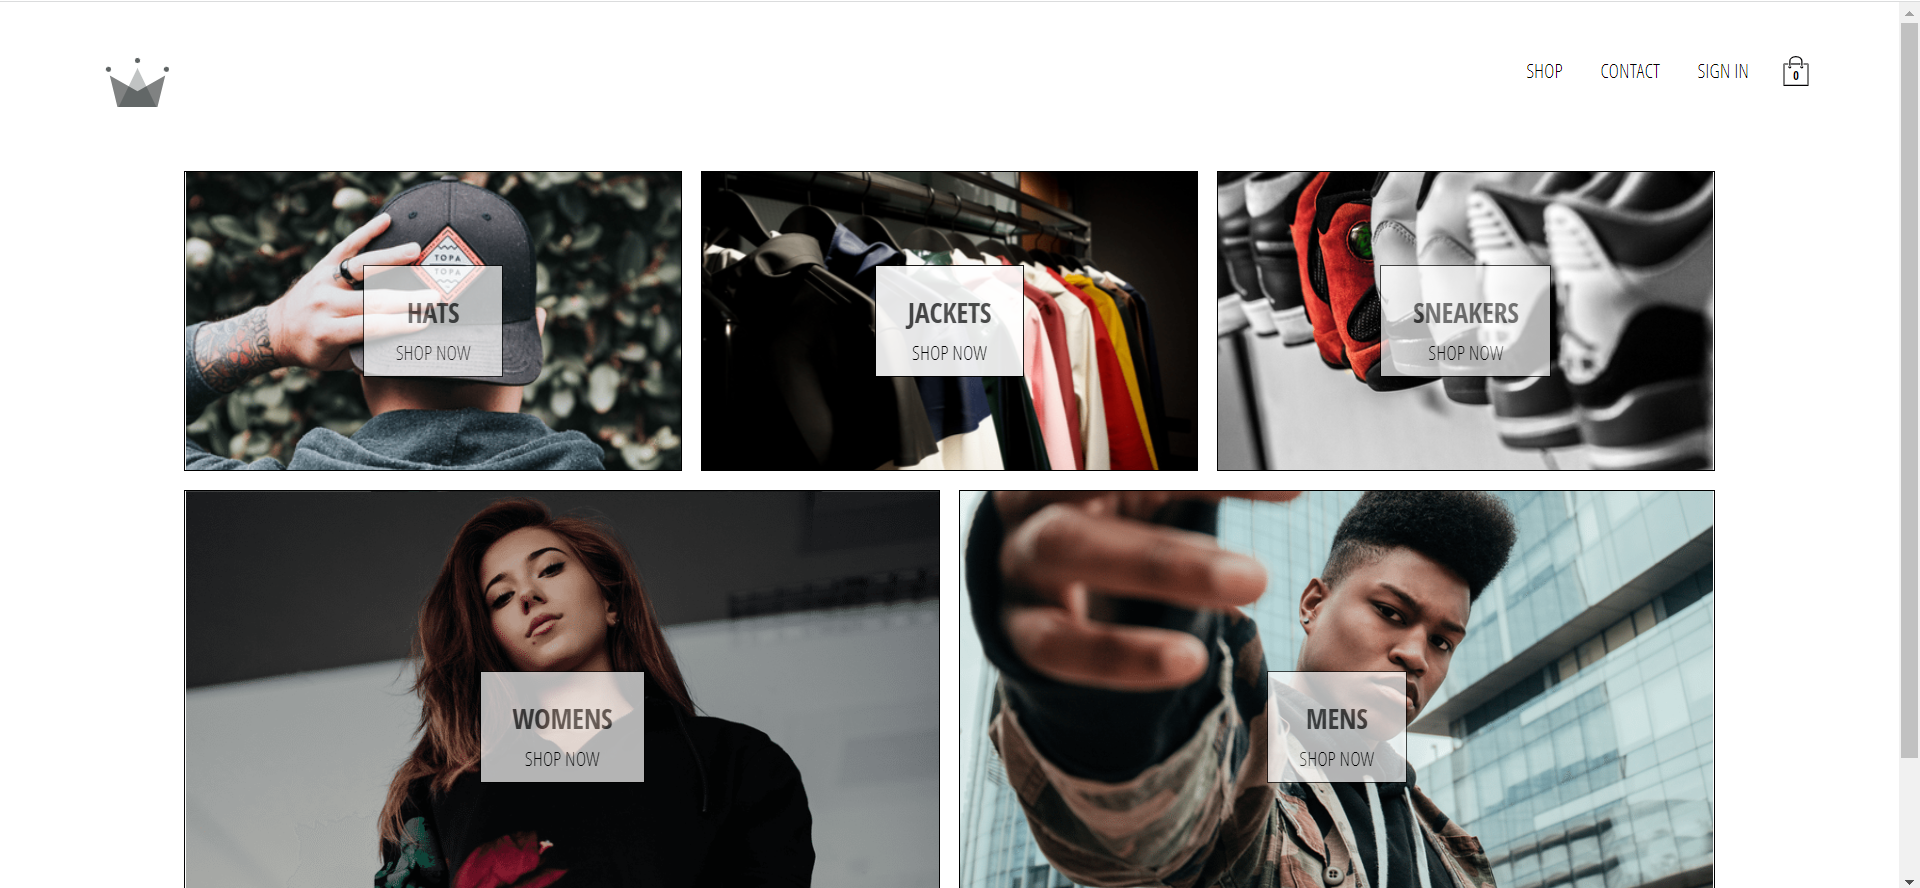 SHOP CONTACT SIGN IN 0
TOPA
TOPA
HATS
SHOP NOW
JACKETS
SHOP NOW
SNEAKERS
SHOP NOW
WOMENS
SHOP NOW
MENS
SHOP NOW